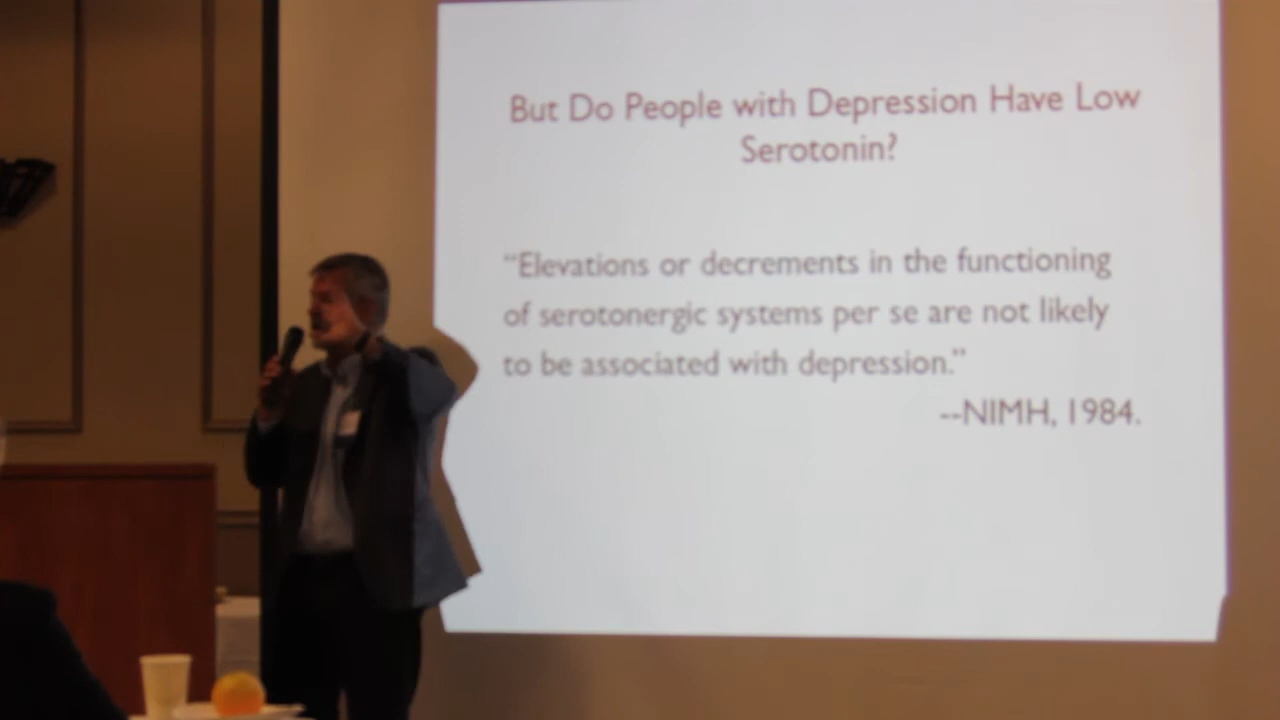 But Do People with Depression Have Low
Serotonin?
“Elevations or decrements in the functioning
of serotonergic systems per se are not likely
to be associated with depression.”
--NIMH, 1984.